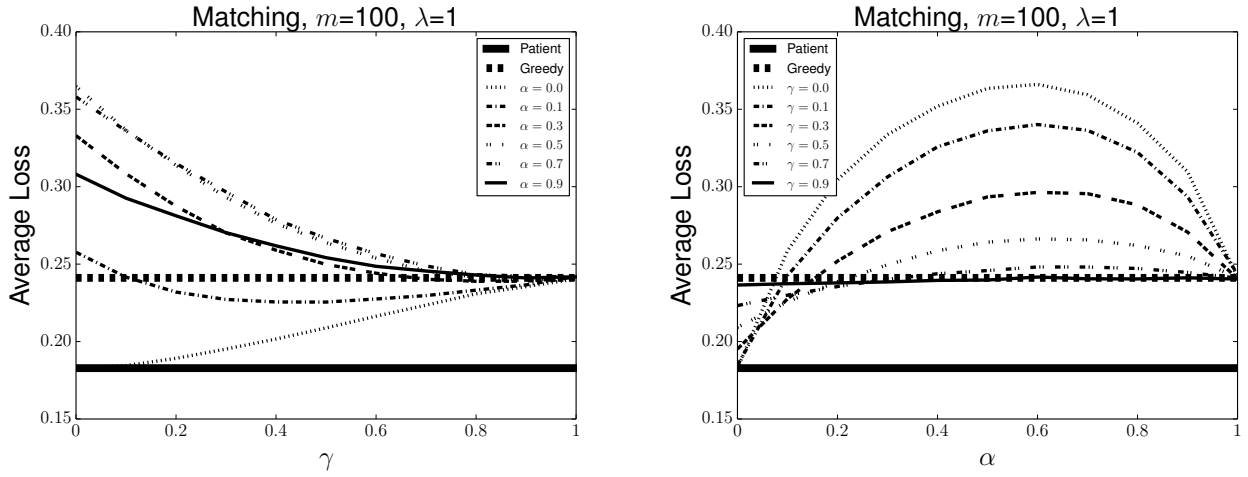 Matching, m=100, λ=1
Average Loss
0.40
0.35
0.30
0.25
0.20
0.15
0
0.2
0.4
0.6
0.8
1
γ
Patient
Greedy
α = 0.0
α = 0.1
α = 0.3
α = 0.5
α = 0.7
α = 0.9
Matching, m=100, λ=1
Average Loss
0.40
0.35
0.30
0.25
0.20
0.15
0
0.2
0.4
0.6
0.8
1
α
Patient
Greedy
γ = 0.0
γ = 0.1
γ = 0.3
γ = 0.5
γ = 0.7
γ = 0.9